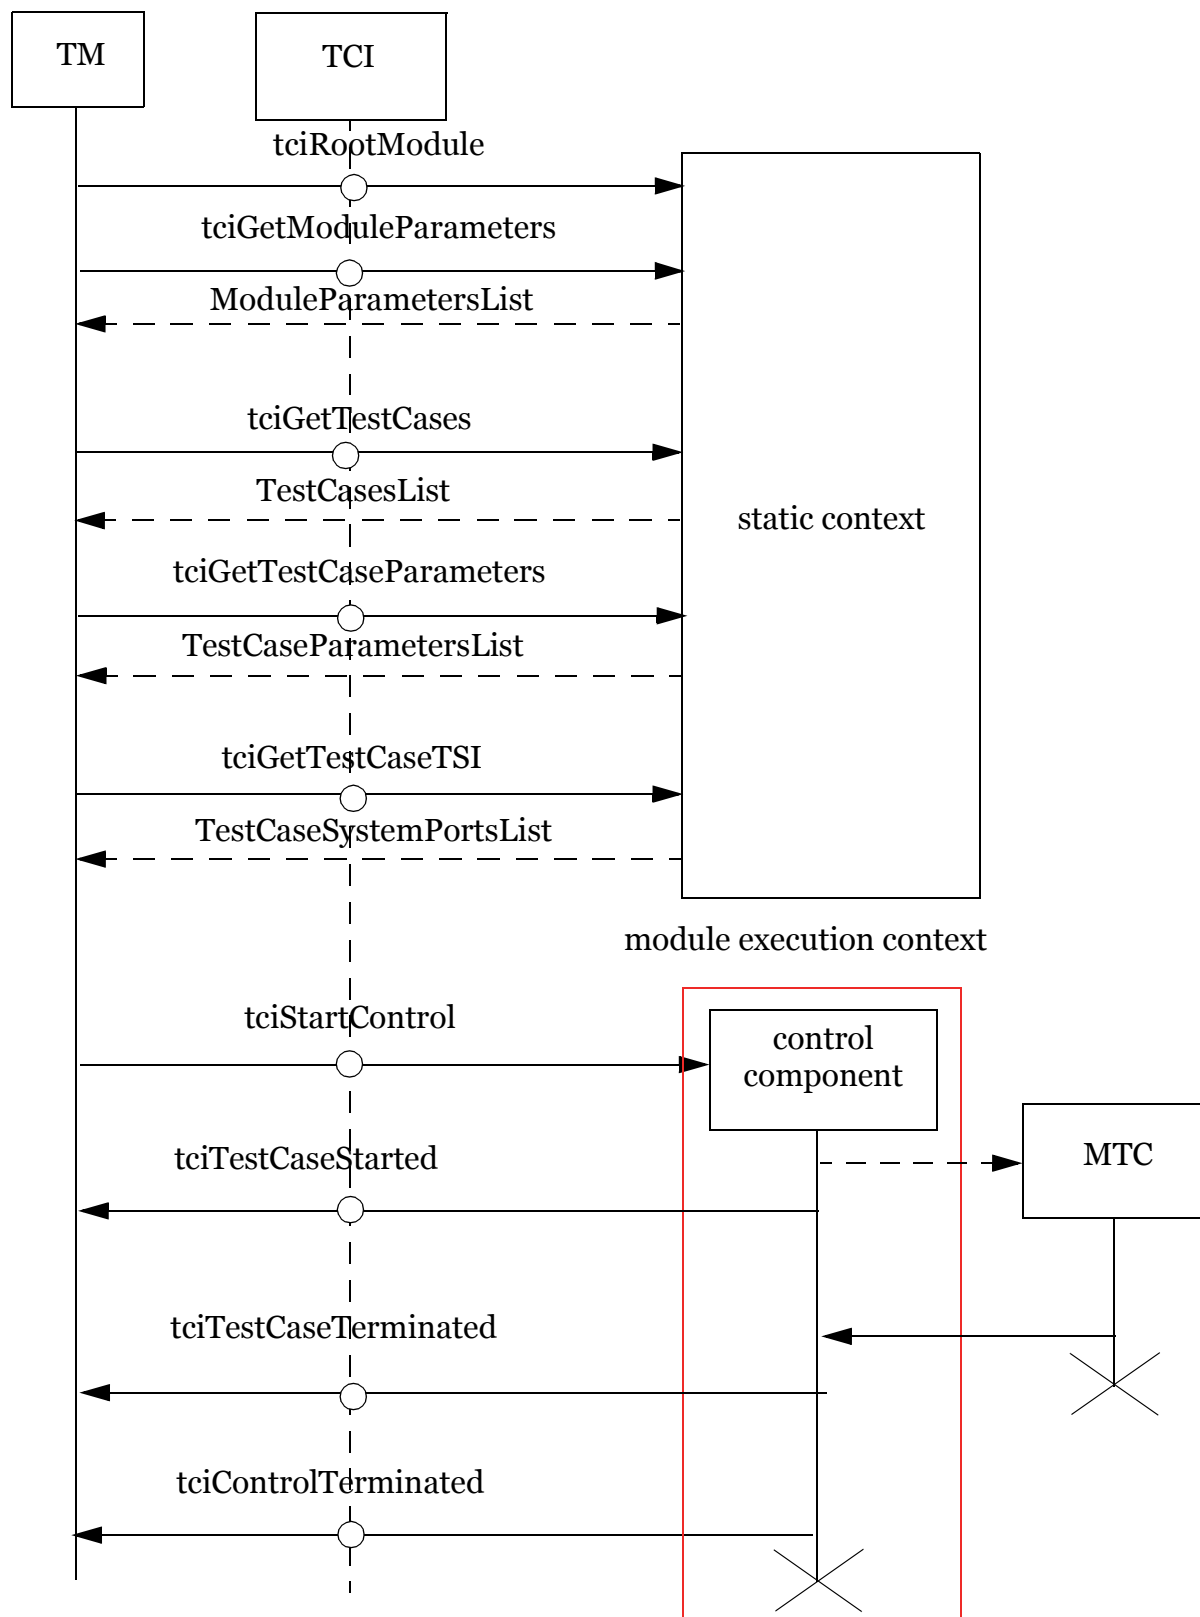 TM
TCI
tciRootModule
tciGetModuleParameters
ModuleParametersList
tciGetTestCases
TestCasesList
static context
tciGetTestCaseParameters
TestCaseParametersList
tciGetTestCaseTSI
TestCaseSystemPortsList
module execution context
tciStartControl
control
component
tciTestCaseStarted
MTC
tciTestCaseTerminated
tciControlTerminated